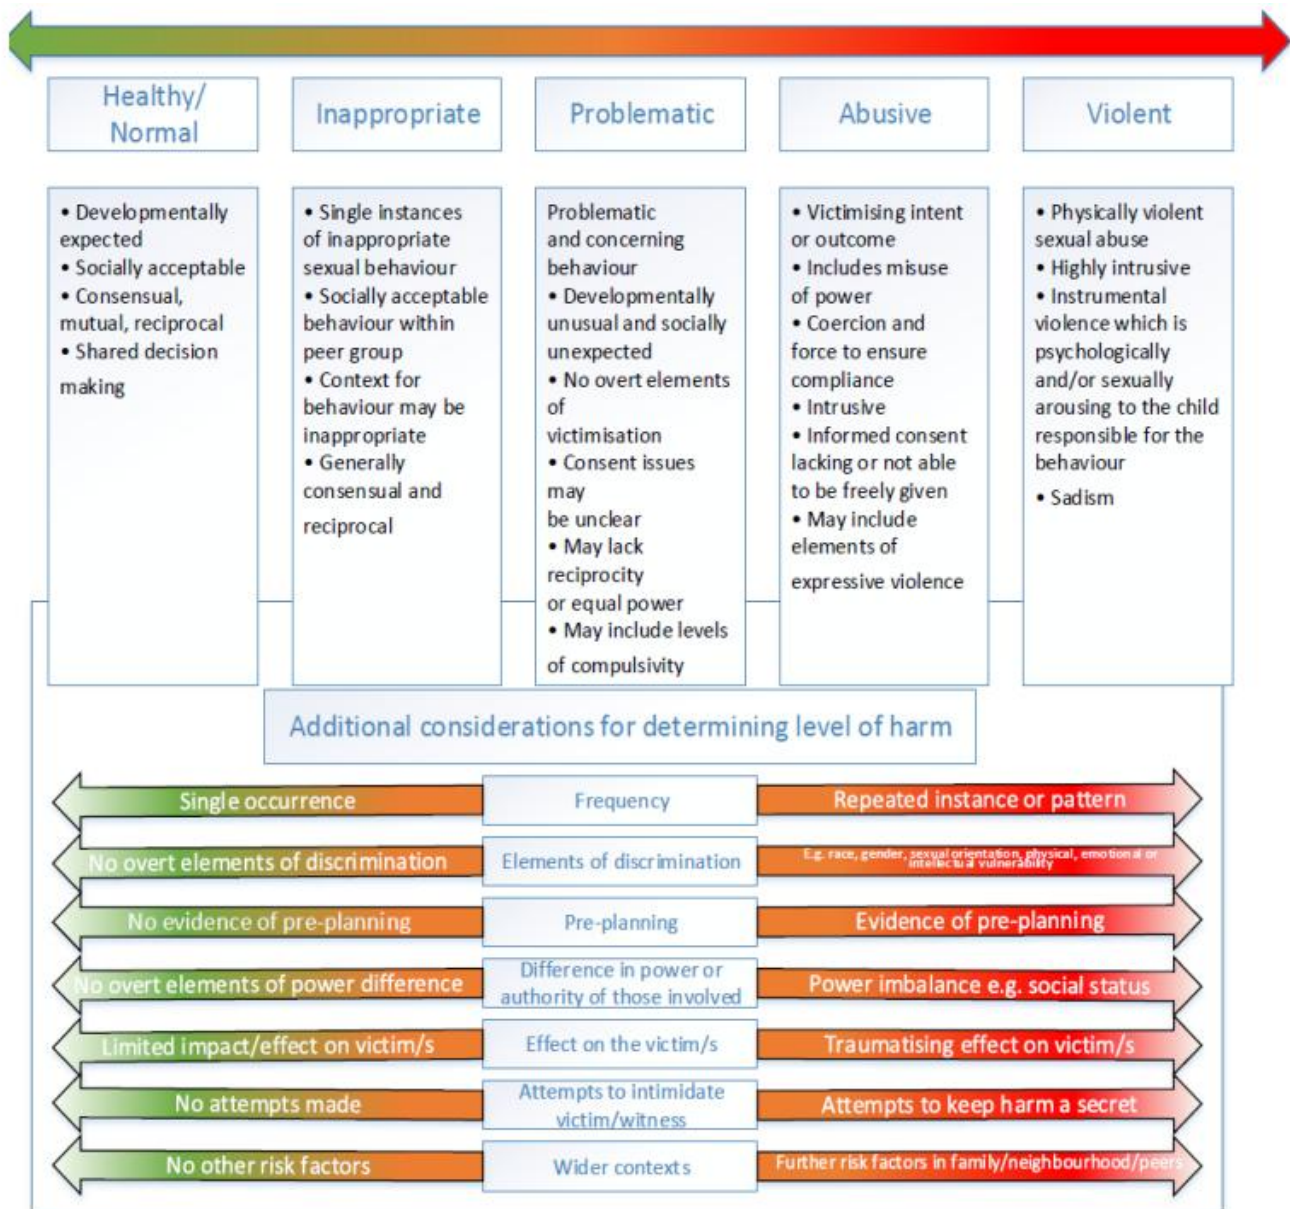 Healthy/
Normal
Inappropriate
Problematic
Abusive
Violent
• Developmentally
expected
• Socially acceptable
• Consensual,
mutual, reciprocal
• Shared decision
making
• Single instances
of inappropriate
sexual behaviour
• Socially acceptable
behaviour within
peer group
• Context for
behaviour may be
inappropriate
• Generally
consensual and
reciprocal
Problematic
and concerning
behaviour
• Developmentally
unusual and socially
unexpected
• No overt elements
of
victimisation
• Consent issues
may
be unclear
• May lack
reciprocity
or equal power
• May include levels
of compulsivity
• Victimising intent
or outcome
• Includes misuse
of power
• Coercion and
force to ensure
compliance
• Intrusive
• Informed consent
lacking or not able
to be freely given
• May include
elements of
expressive violence
• Physically violent
sexual abuse
• Highly intrusive
• Instrumental
violence which is
psychologically
and/or sexually
arousing to the child
responsible for the
behaviour
• Sadism
Additional considerations for determining level of harm
Single occurrence
Frequency
Repeated instance or pattern
No overt elements of discrimination
Elements of discrimination
E.g. race, gender, sexual orientation, physical, emotional or
intellectual vulnerability
No evidence of pre-planning
Pre-planning
Evidence of pre-planning
No overt elements of power difference
Difference in power or
authority of those involved
Power imbalance e.g. social status
Limited impact/effect on victim/s
Effect on the victim/s
Traumatising effect on victim/s
No attempts made
Attempts to intimidate
victim/witness
Attempts to keep harm a secret
No other risk factors
Wider contexts
Further risk factors in family/neighbourhood/peers